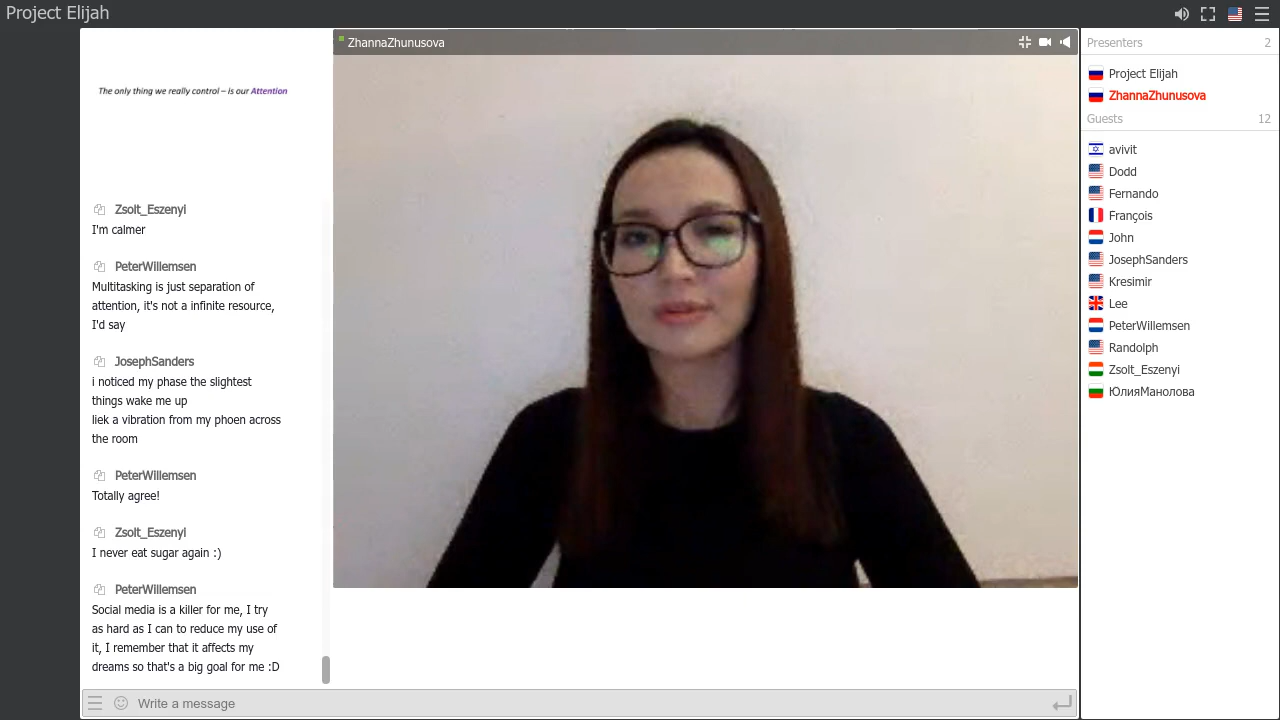 Project Elijah
The only thing we really control – is our Attention
Zsolt_Eszenyi
I'm calmer
PeterWillemsen
Multitasking is just separation of
attention, it's not a infinite resource,
I'd say
JosephSanders
i noticed my phase the slightest
things wake me up
liek a vibration from my phoen across
the room
PeterWillemsen
Totally agree!
Zsolt_Eszenyi
I never eat sugar again :)
PeterWillemsen
Social media is a killer for me, I try
as hard as I can to reduce my use of
it, I remember that it affects my
dreams so that's a big goal for me :D
Write a message
ZhannaZhunusova
Presenters 2
Project Elijah
ZhannaZhunusova
Guests 12
avivit
Dodd
Fernando
François
John
JosephSanders
Kresimir
Lee
PeterWillemsen
Randolph
Zsolt_Eszenyi
ЮлияМанолова